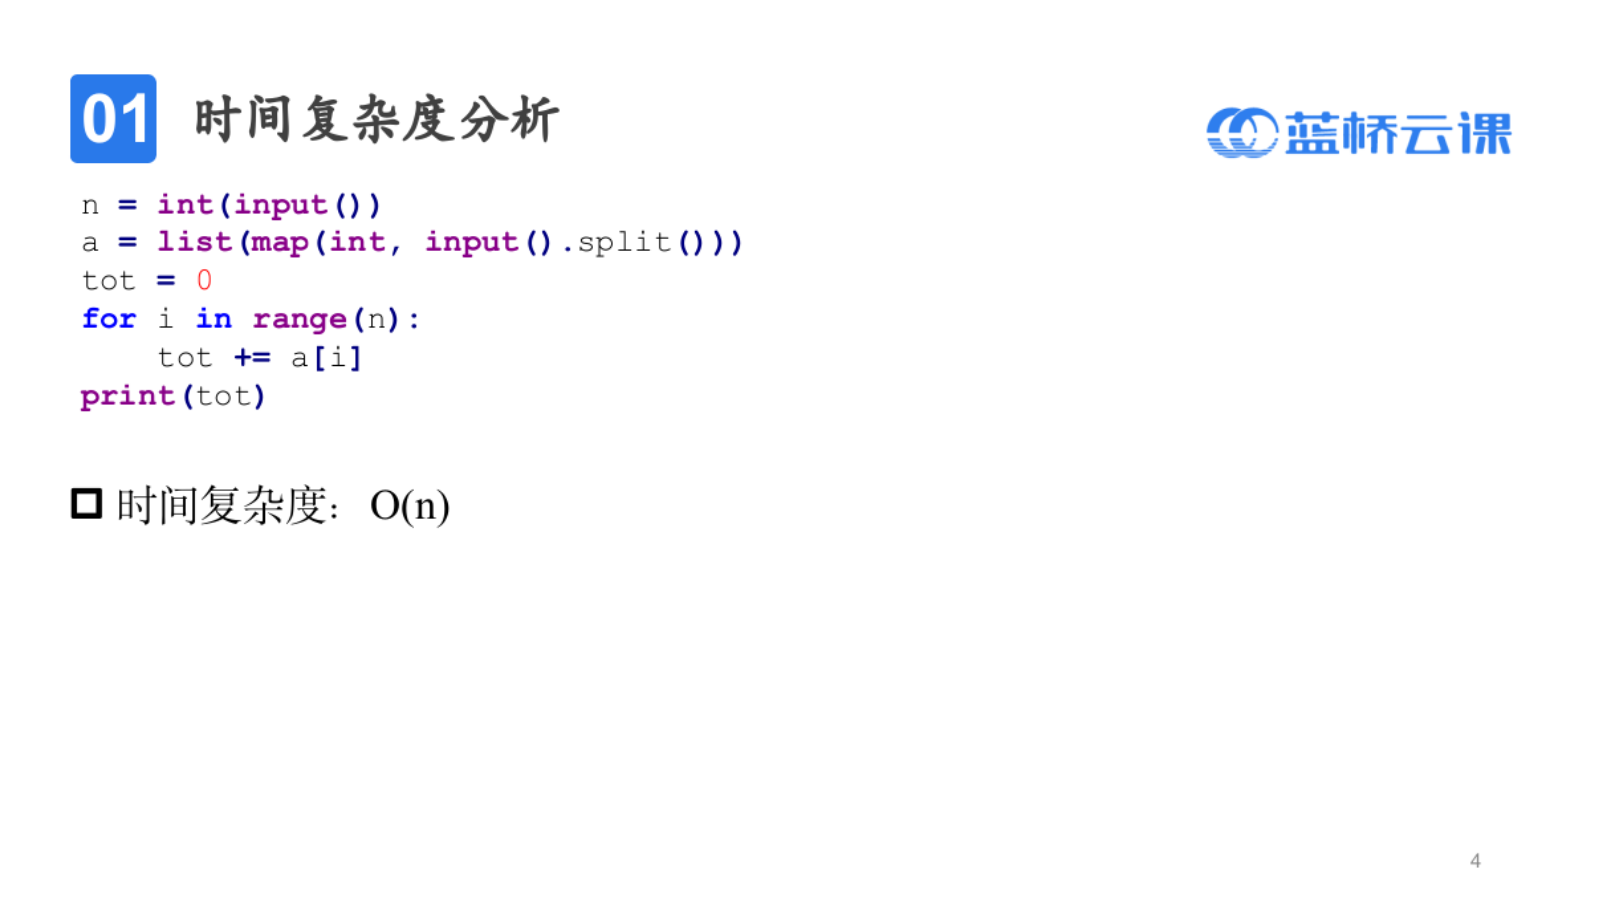 01 时间复杂度分析
蓝桥云课
n = int(input())
a = list(map(int, input().split()))
tot = 0
for i in range(n):
    tot += a[i]
print(tot)
时间复杂度： O(n)
4